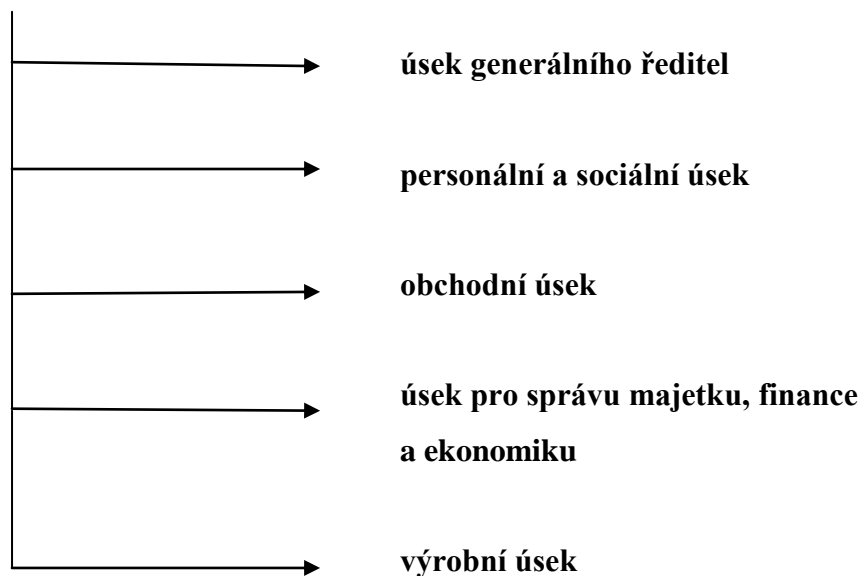 úsek generálního ředitel
personální a sociální úsek
obchodní úsek
úsek pro správu majetku, finance
a ekonomiku
výrobní úsek